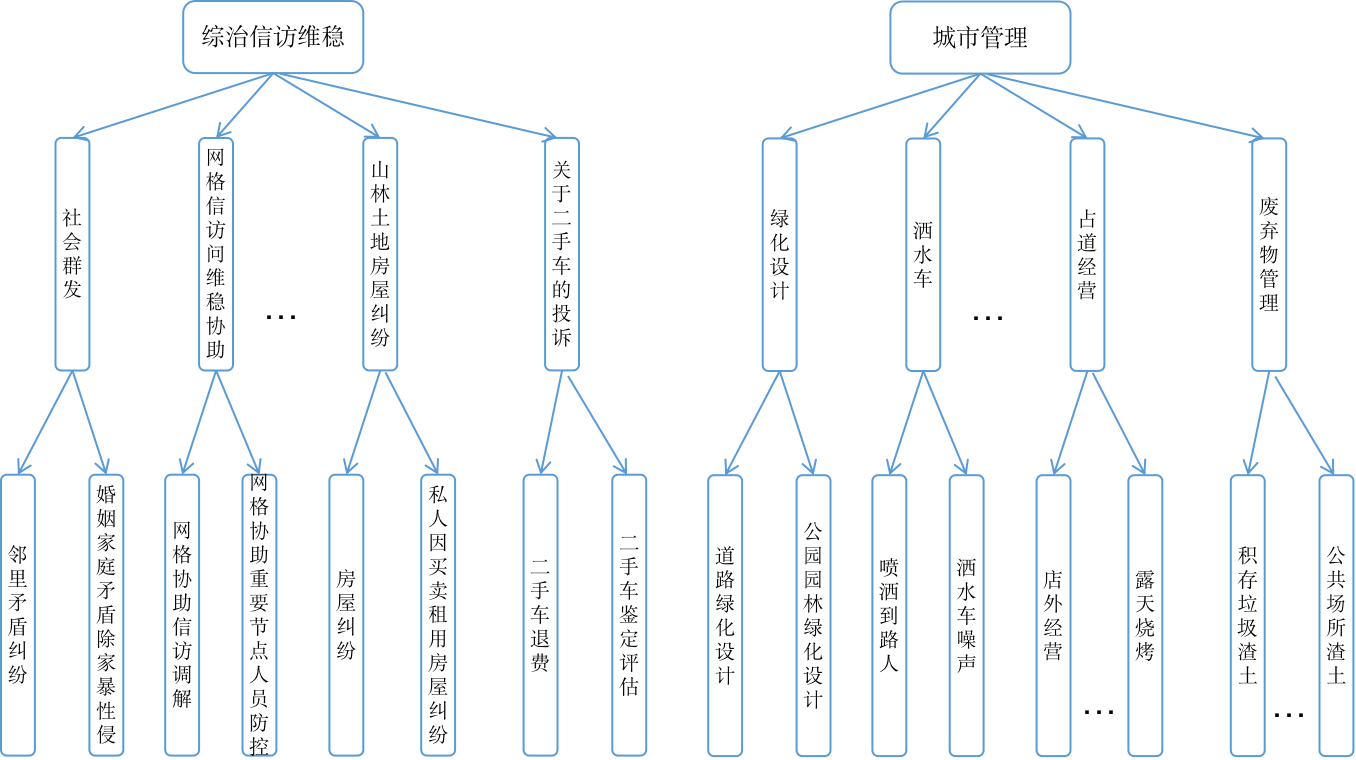 综治信访维稳
城市管理
社会群发
网格信访问维稳协助
...
山林土地房屋纠纷
关于二手车的投诉
绿化设计
洒水车
...
占道经营
废弃物管理
邻里矛盾纠纷
婚姻家庭矛盾除家暴性侵
网格协助信访调解
网格协助重要节点人员防控
房屋纠纷
私人因买卖租用房屋纠纷
二手车退费
二手车鉴定评估
道路绿化设计
公园园林绿化设计
喷洒到路人
洒水车噪声
店外经营
...
露天烧烤
积存垃圾渣土
...
公共场所渣土